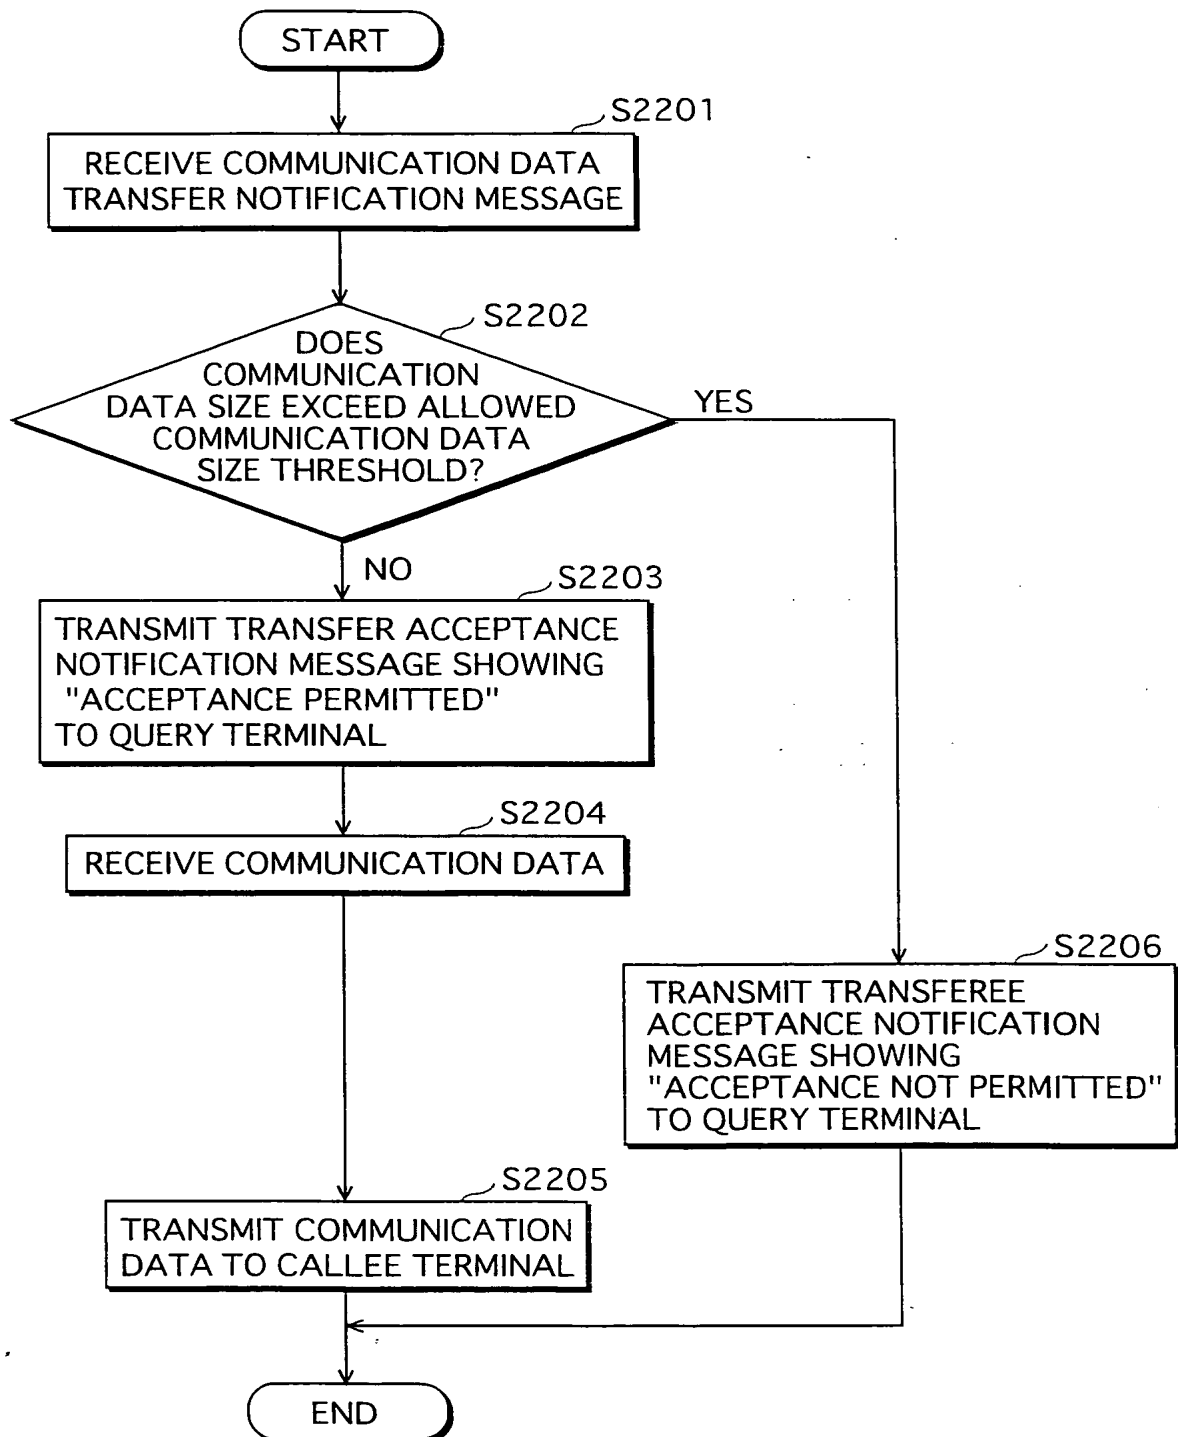 START
S2201
RECEIVE COMMUNICATION DATA
TRANSFER NOTIFICATION MESSAGE
S2202
DOES
COMMUNICATION
DATA SIZE EXCEED ALLOWED
COMMUNICATION DATA
SIZE THRESHOLD?
YES
NO
S2203
TRANSMIT TRANSFER ACCEPTANCE
NOTIFICATION MESSAGE SHOWING
"ACCEPTANCE PERMITTED"
TO QUERY TERMINAL
S2204
RECEIVE COMMUNICATION DATA
S2206
TRANSMIT TRANSFEREE
ACCEPTANCE NOTIFICATION
MESSAGE SHOWING
"ACCEPTANCE NOT PERMITTED"
TO QUERY TERMINAL
S2205
TRANSMIT COMMUNICATION
DATA TO CALLEE TERMINAL
END